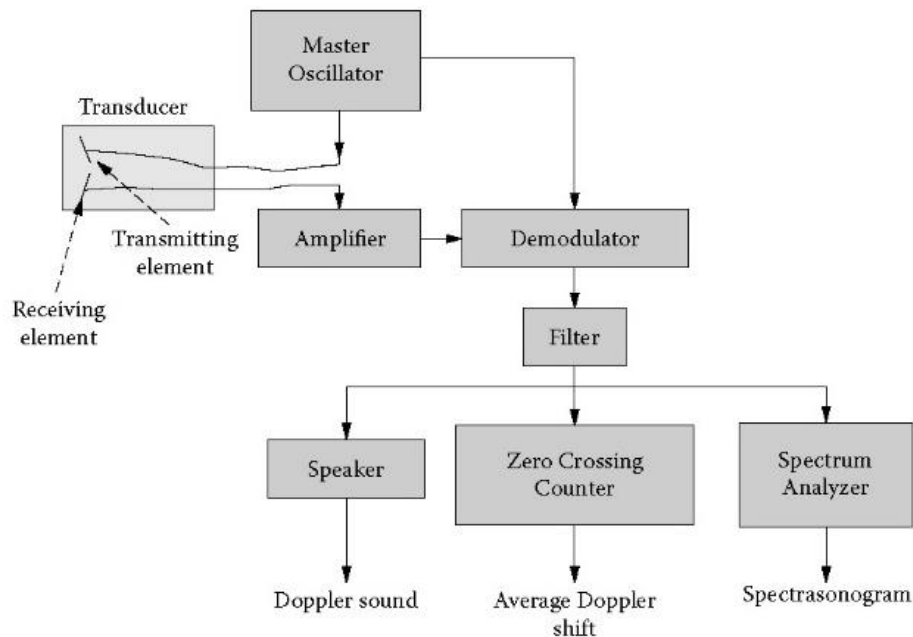 Master
Oscillator
Transducer
Transmitting
element
Receiving
element
Amplifier
Demodulator
Filter
Speaker
Zero Crossing
Counter
Spectrum
Analyzer
Doppler sound
Average Doppler
shift
Spectrasonogram